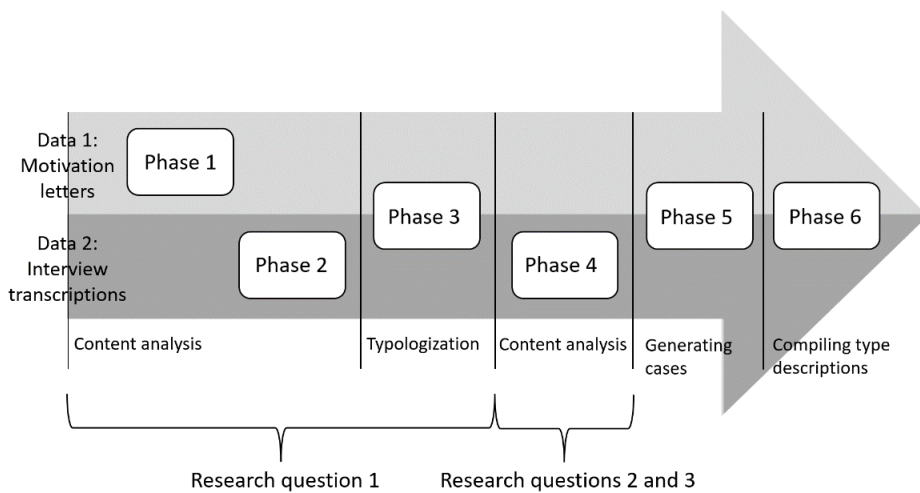 Data 1:
Motivation
letters
Phase 1
Phase 3
Phase 5
Phase 6
Data 2:
Interview
transcriptions
Phase 2
Phase 4
Content analysis
Typologization
Content analysis
Generating
cases
Compiling type
descriptions
Research question 1
Research questions 2 and 3